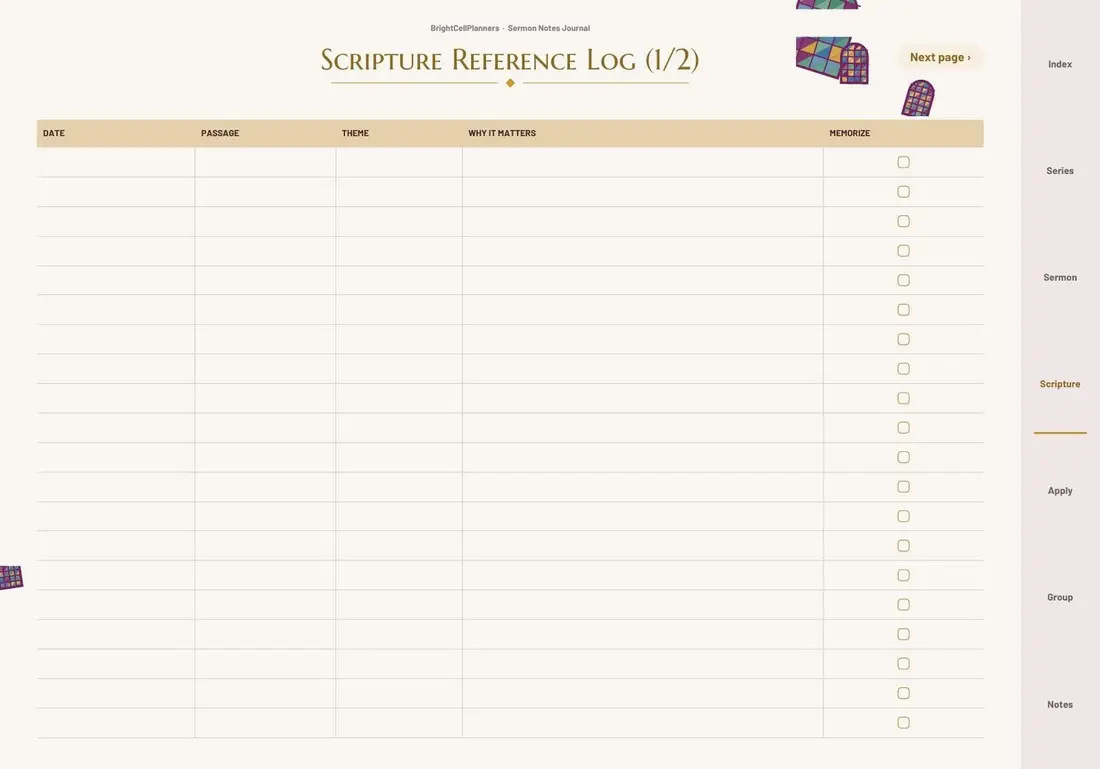 BrightCellPlanners - Sermon Notes Journal
Scripture Reference Log (1/2)
Next page ›
DATE PASSAGE THEME WHY IT MATTERS MEMORIZE
Index
Series
Sermon
Scripture
Apply
Group
Notes